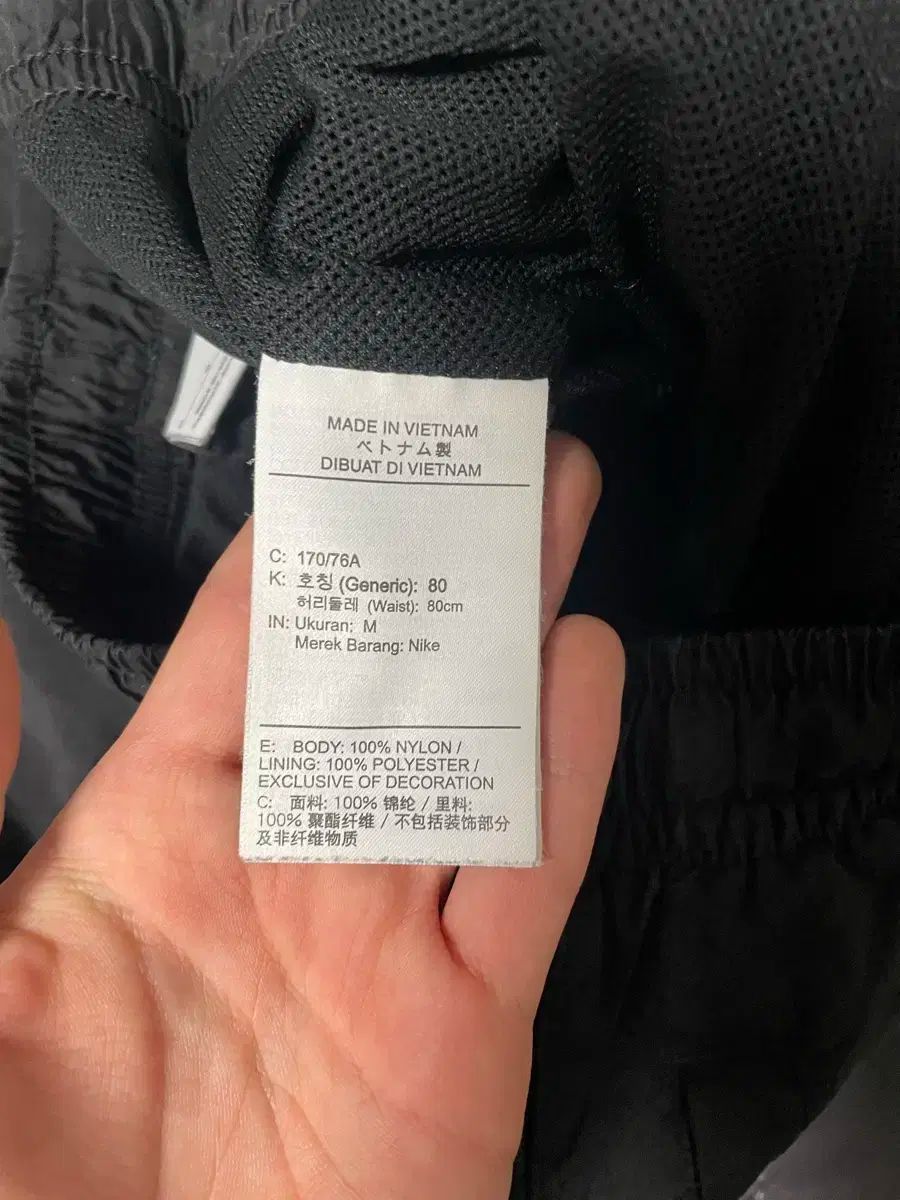 MADE IN VIETNAM
ベトナム製
DIBUAT DI VIETNAM
C: 170/76A
K: 호칭 (Generic): 80
허리둘레 (Waist): 80cm
IN: Ukuran: M
Merek Barang: Nike
E: BODY: 100% NYLON /
LINING: 100% POLYESTER /
EXCLUSIVE OF DECORATION
C: 面料: 100% 锦纶 / 里料:
100% 聚酯纤维 / 不包括装饰部分
及非纤维物质